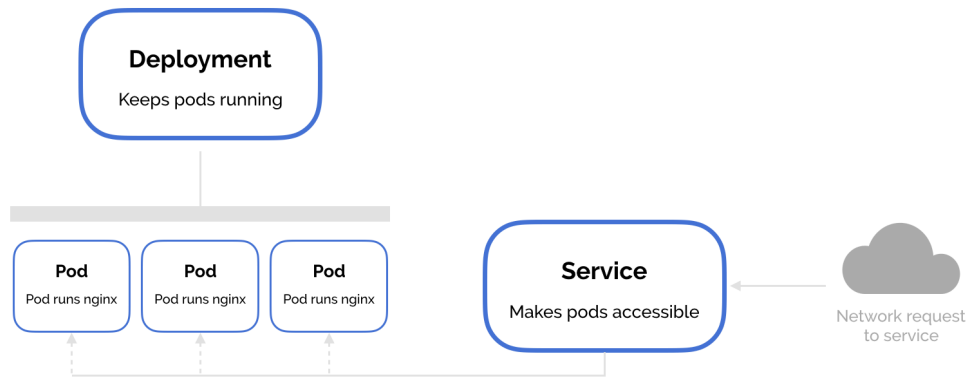 Deployment
Keeps pods running
Pod
Pod runs nginx
Pod
Pod runs nginx
Pod
Pod runs nginx
Service
Makes pods accessible
Network request
to service